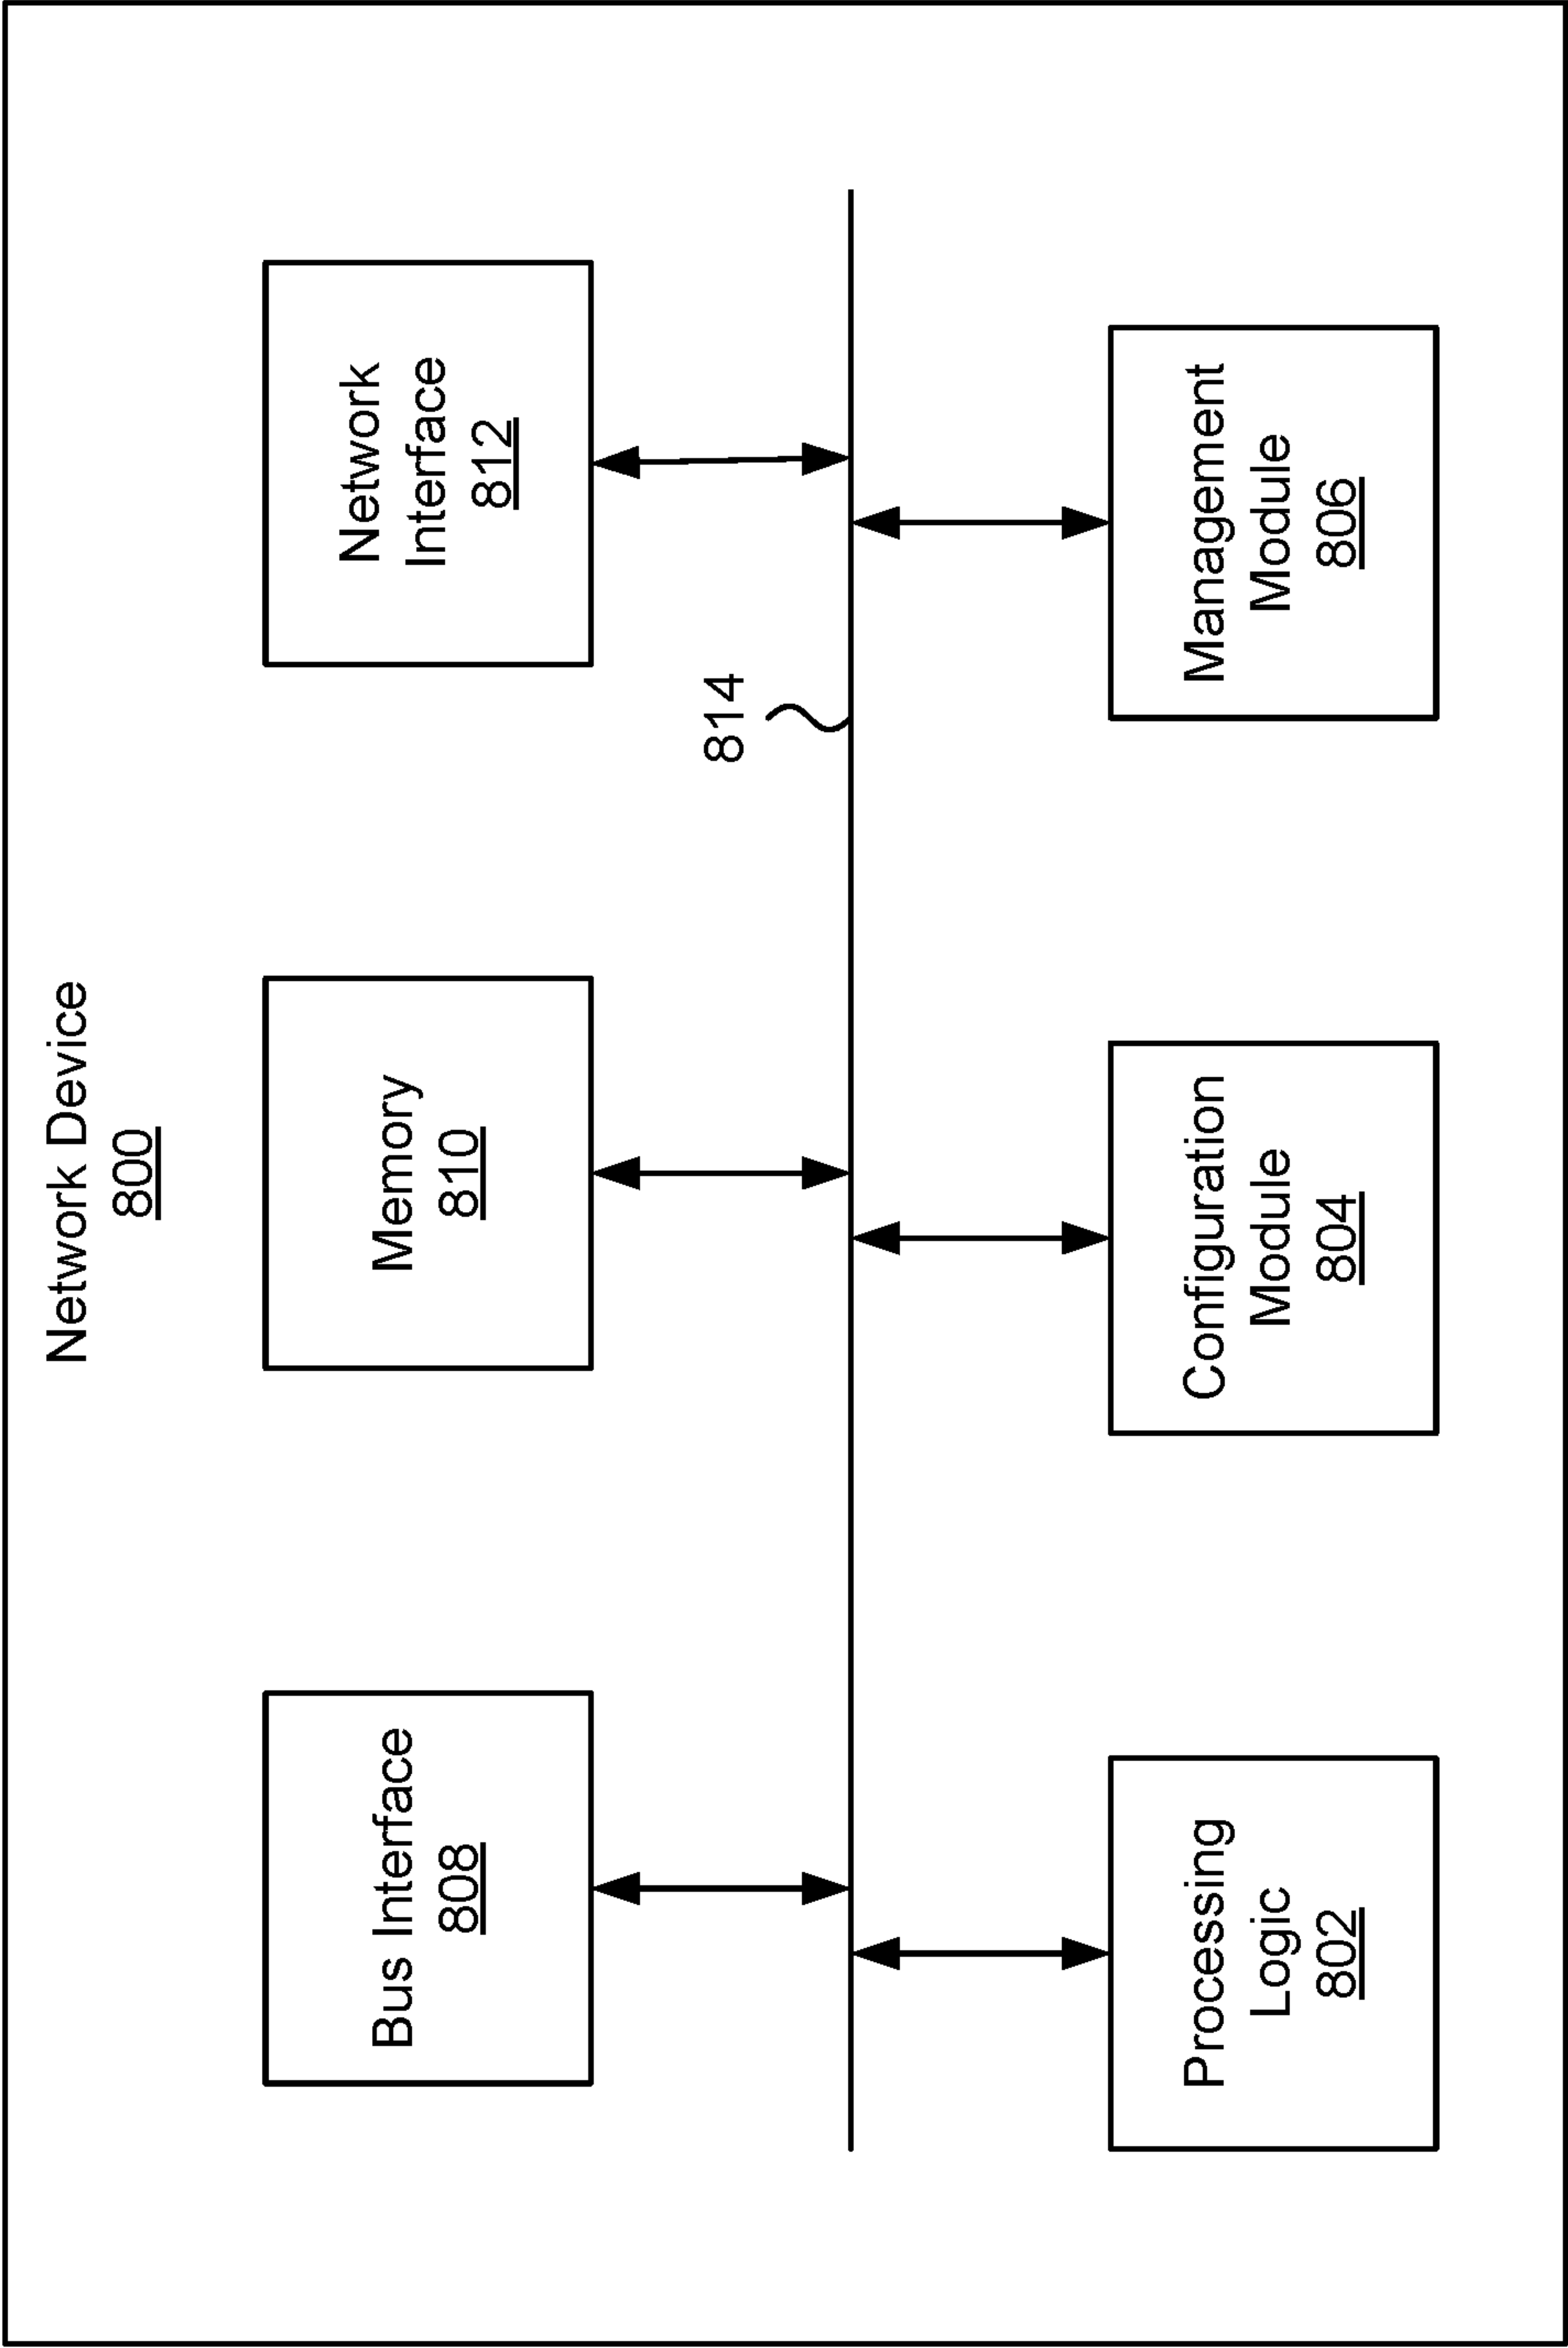 Network Device
800
Bus Interface
808
Memory
810
Network
Interface
812
814
Processing
Logic
802
Configuration
Module
804
Management
Module
806